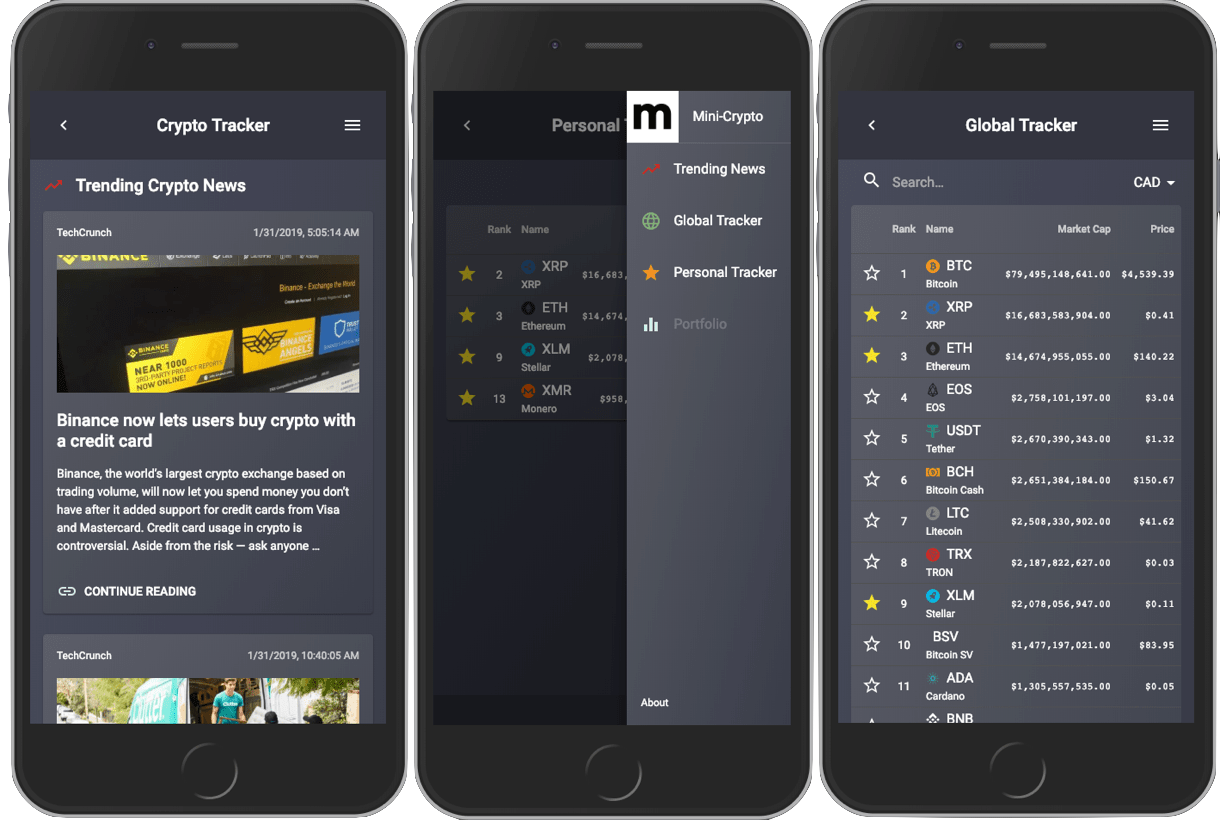 Crypto Tracker
Trending Crypto News
TechCrunch 1/31/2019, 5:05:14 AM
BINANCE
Binance - Exchange the World
NEAR 1000
3RD-PARTY PROJECT REPORTS
NOW ONLINE!
BINANCE
BINANCE
ANGELS
TRUST
Binance now lets users buy crypto with
a credit card
Binance, the world's largest crypto exchange based on
trading volume, will now let you spend money you don't
have after it added support for credit cards from Visa
and Mastercard. Credit card usage in crypto is
controversial. Aside from the risk — ask anyone ...
CONTINUE READING
TechCrunch 1/31/2019, 10:40:05 AM
Clutter
Personal
Rank Name
2 XRP $16,683,
XRP
3 ETH $14,674,
Ethereum
9 XLM $2,078,
Stellar
13 XMR $958,
Monero
m Mini-Crypto
Trending News
Global Tracker
Personal Tracker
Portfolio
About
Global Tracker
Search... CAD
Rank Name Market Cap Price
1 BTC $79,495,148,641.00 $4,539.39
Bitcoin
2 XRP $16,683,583,904.00 $0.41
XRP
3 ETH $14,674,955,055.00 $140.22
Ethereum
4 EOS $2,758,101,197.00 $3.04
EOS
5 USDT $2,670,390,343.00 $1.32
Tether
6 BCH $2,651,384,184.00 $150.67
Bitcoin Cash
7 LTC $2,508,330,902.00 $41.62
Litecoin
8 TRX $2,187,822,627.00 $0.03
TRON
9 XLM $2,078,056,947.00 $0.11
Stellar
10 BSV $1,477,197,021.00 $83.95
Bitcoin SV
11 ADA $1,305,557,535.00 $0.05
Cardano
BNB